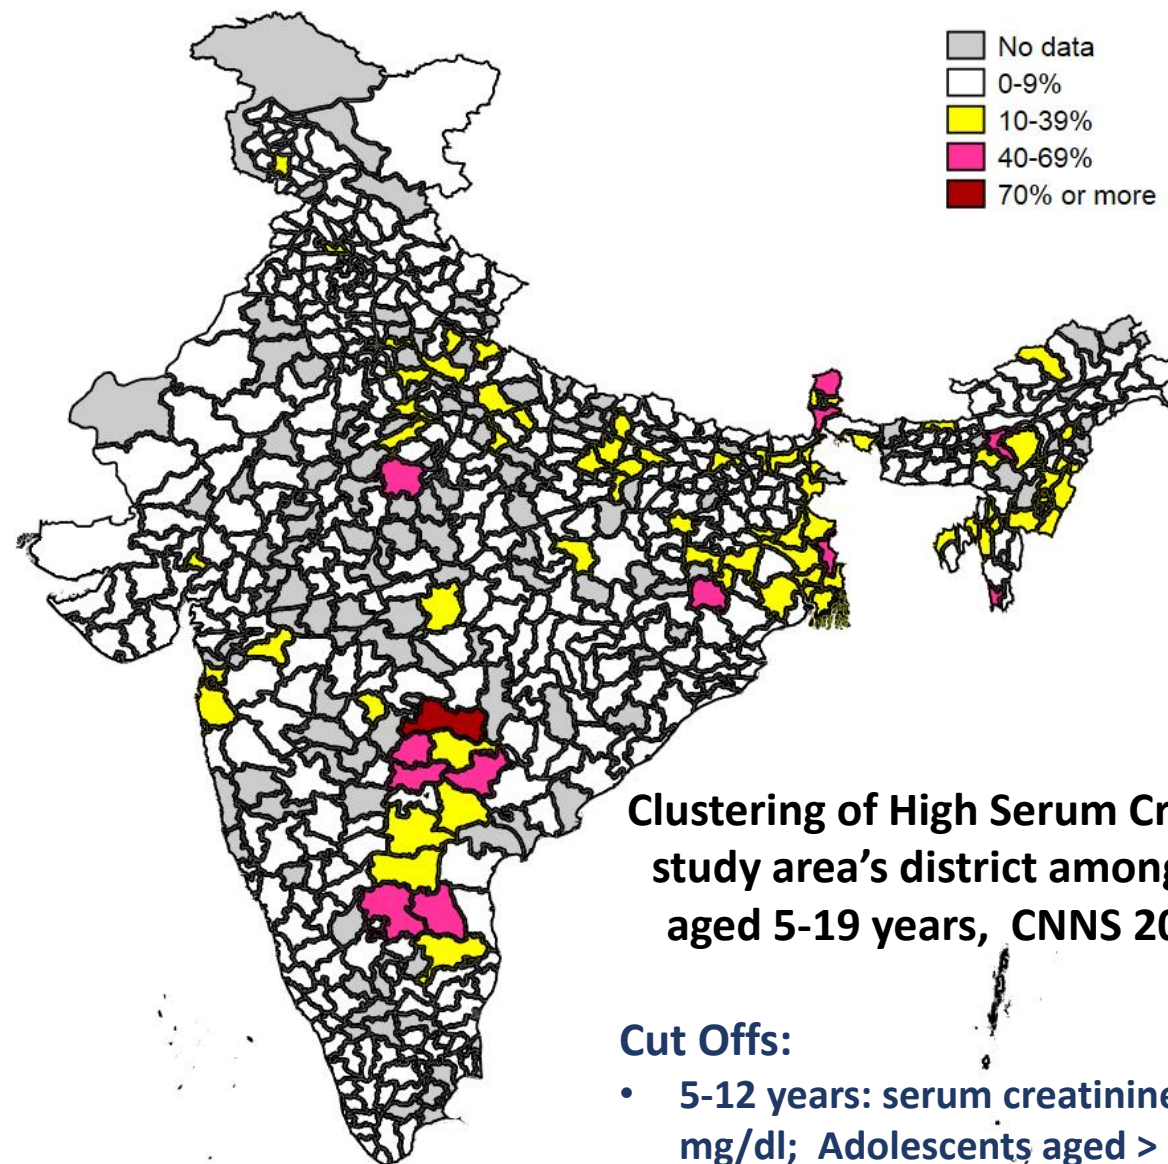 No data
0-9%
10-39%
40-69%
70% or more
Clustering of High Serum Cr
study area's district among
aged 5-19 years, CNNS 20
Cut Offs:
• 5-12 years: serum creatinine
mg/dl; Adolescents aged >